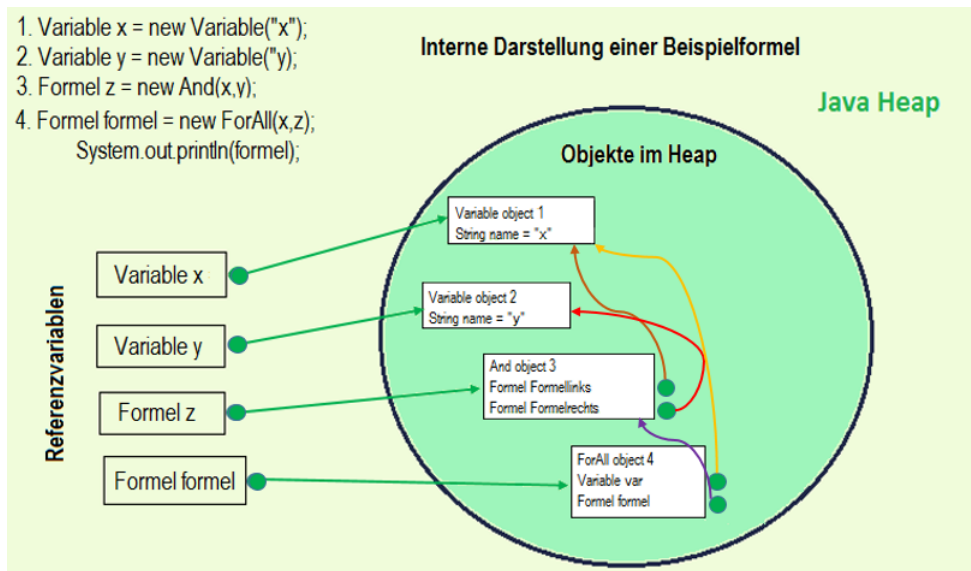 1. Variable x = new Variable("x");
2. Variable y = new Variable("y);
3. Formel z = new And(x,y);
4. Formel formel = new ForAll(x,z);
System.out.println(formel);
Interne Darstellung einer Beispielformel
Java Heap
Objekte im Heap
Referenzvariablen
Variable x
Variable y
Formel z
Formel formel
Variable object 1
String name = "x"
Variable object 2
String name = "y"
And object 3
Formel Formellinks
Formel Formelrechts
ForAll object 4
Variable var
Formel formel